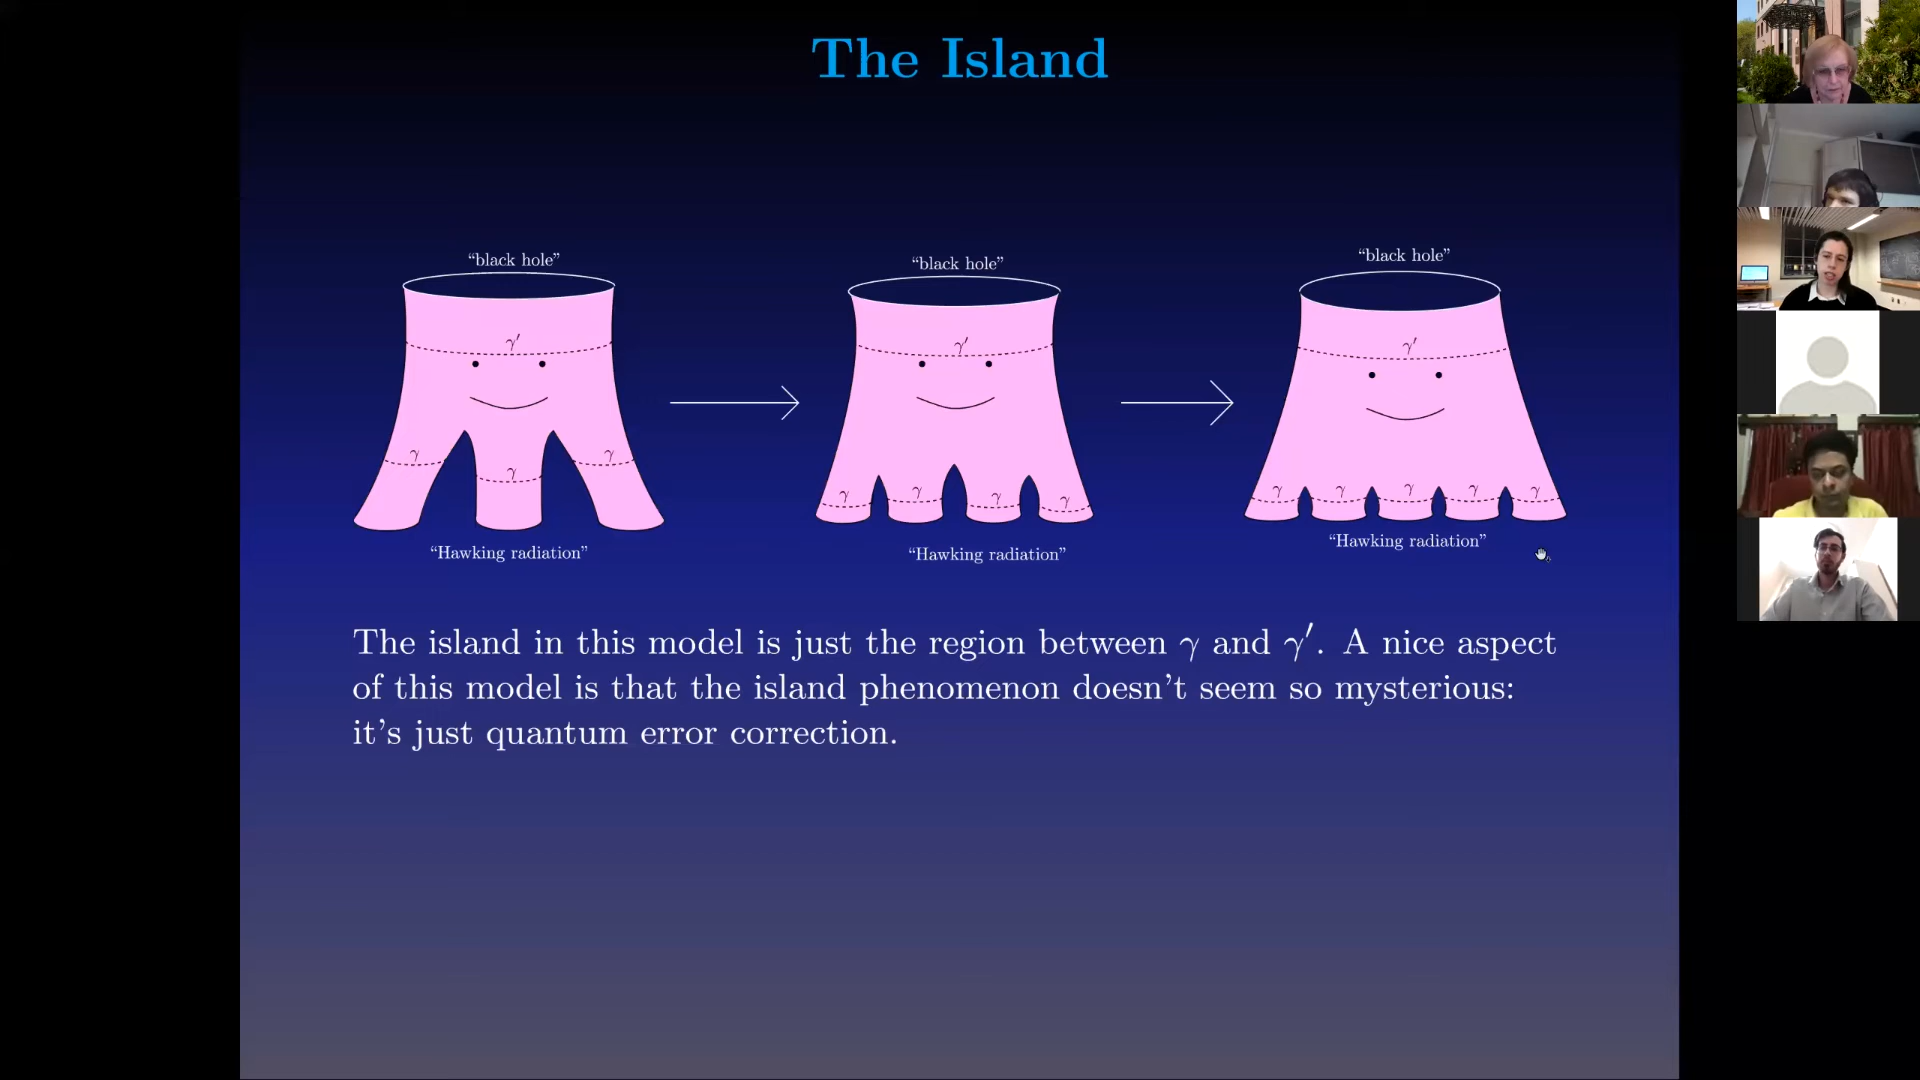 The Island
“black hole”
“black hole”
“black hole”
γ′
γ′
γ′
γ γ γ
γ γ γ γ
γ γ γ γ γ
“Hawking radiation”
“Hawking radiation”
“Hawking radiation”
The island in this model is just the region between γ and γ′. A nice aspect
of this model is that the island phenomenon doesn’t seem so mysterious:
it’s just quantum error correction.